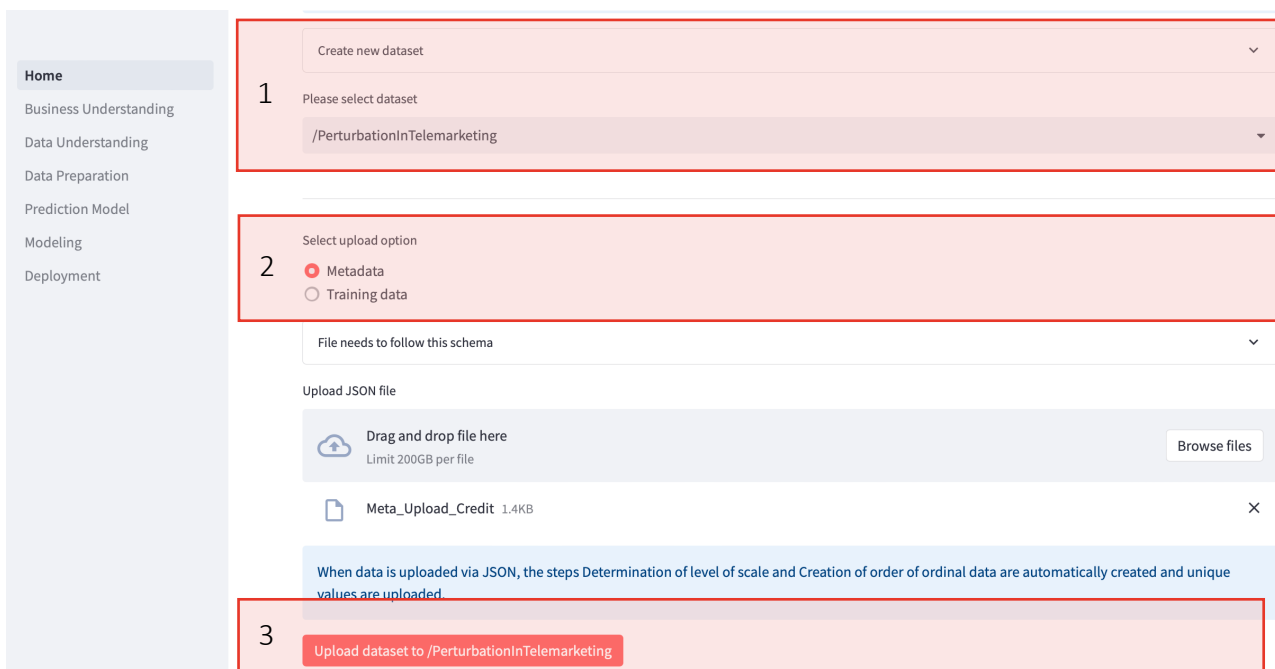 Home
Business Understanding
Data Understanding
Data Preparation
Prediction Model
Modeling
Deployment
1
Create new dataset
Please select dataset
/PerturbationInTelemarketing
2
Select upload option
Metadata
Training data
File needs to follow this schema
Upload JSON file
Drag and drop file here
Limit 200GB per file
Browse files
Meta_Upload_Credit 1.4KB
When data is uploaded via JSON, the steps Determination of level of scale and Creation of order of ordinal data are automatically created and unique
values are uploaded.
3
Upload dataset to /PerturbationInTelemarketing